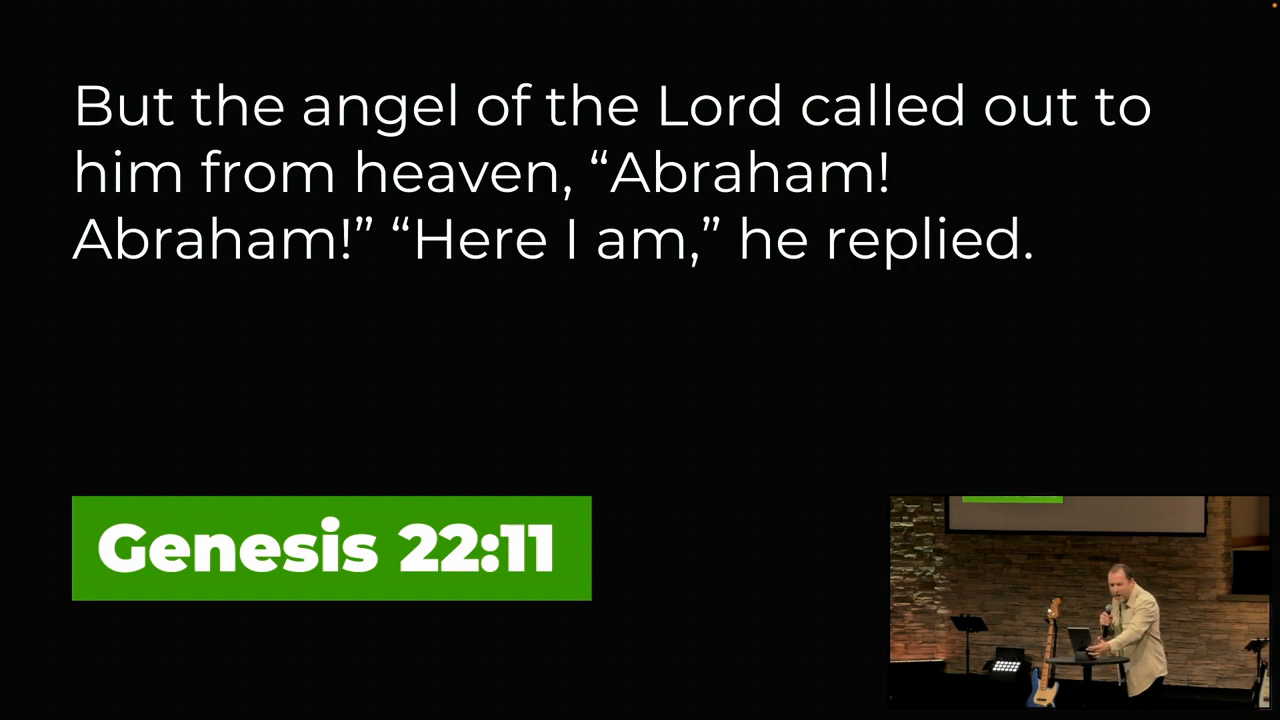 But the angel of the Lord called out to
him from heaven, “Abraham!
Abraham!” “Here I am,” he replied.
Genesis 22:11